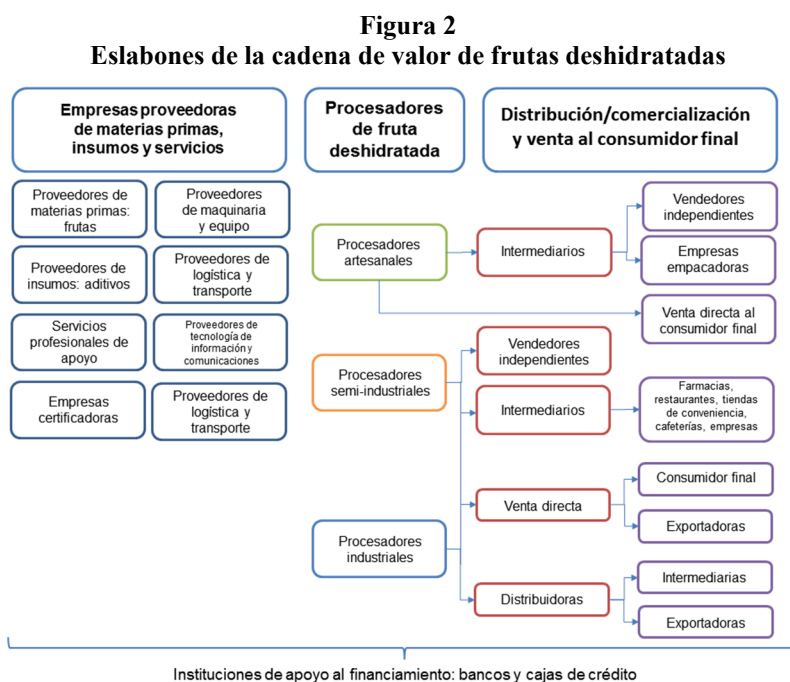 Figura 2
Eslabones de la cadena de valor de frutas deshidratadas
Empresas proveedoras
de materias primas,
insumos y servicios
Procesadores
de fruta
deshidratada
Distribución/comercialización
y venta al consumidor final
Proveedores de
materias primas:
frutas
Proveedores
de maquinaria
y equipo
Proveedores de
insumos: aditivos
Proveedores de
logística y
transporte
Servicios
profesionales de
apoyo
Proveedores de
tecnología de
información y
comunicaciones
Empresas
certificadoras
Proveedores de
logística y
transporte
Procesadores
artesanales
Intermediarios
Vendedores
independientes
Empresas
empacadoras
Venta directa al
consumidor final
Procesadores
semi-industriales
Vendedores
independientes
Intermediarios
Farmacias,
restaurantes, tiendas
de conveniencia,
cafeterías, empresas
Procesadores
industriales
Venta directa
Consumidor final
Exportadoras
Distribuidoras
Intermediarias
Exportadoras
Instituciones de apoyo al financiamiento: bancos y cajas de crédito